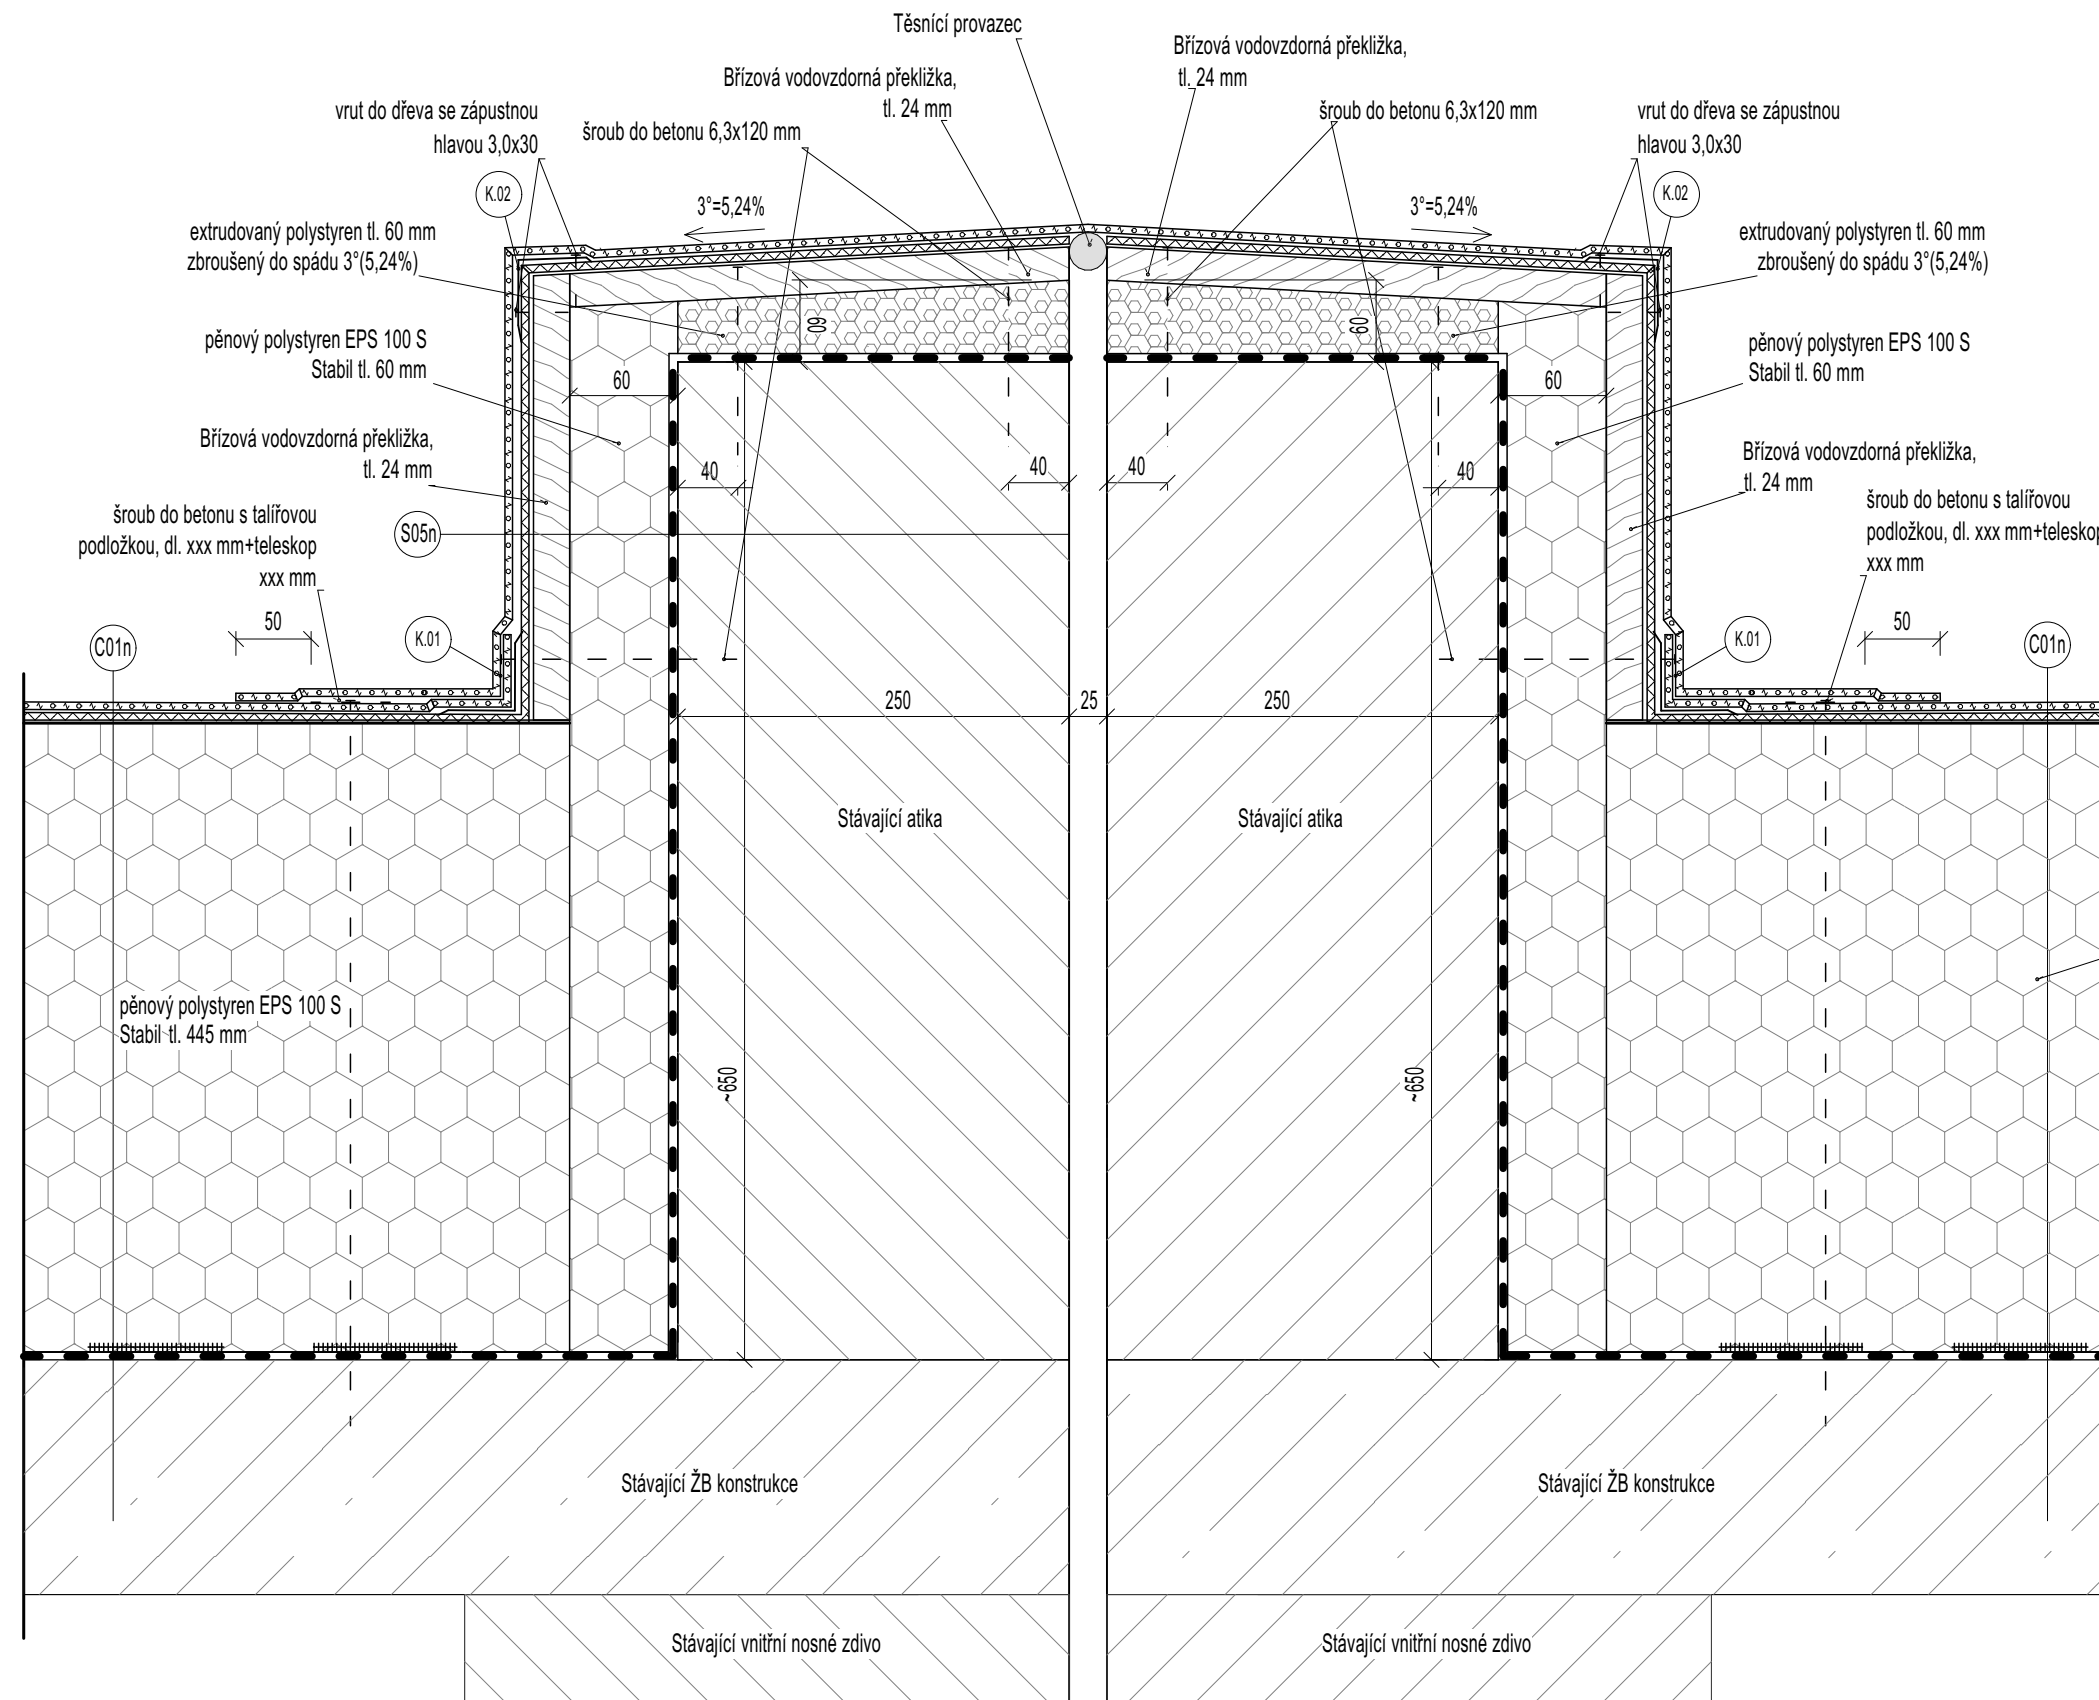 Těsnící provazec
Břízová vodovzdorná překližka,
tl. 24 mm
Břízová vodovzdorná překližka,
tl. 24 mm
vrut do dřeva se zápustnou
hlavou 3,0x30
šroub do betonu 6,3x120 mm
šroub do betonu 6,3x120 mm
vrut do dřeva se zápustnou
hlavou 3,0x30
K.02
K.02
3°=5,24%
3°=5,24%
extrudovaný polystyren tl. 60 mm
zbroušený do spádu 3°(5,24%)
extrudovaný polystyren tl. 60 mm
zbroušený do spádu 3°(5,24%)
60
60
pěnový polystyren EPS 100 S
Stabil tl. 60 mm
pěnový polystyren EPS 100 S
Stabil tl. 60 mm
60
60
Břízová vodovzdorná překližka,
tl. 24 mm
Břízová vodovzdorná překližka,
tl. 24 mm
40
40
40
40
šroub do betonu s talířovou
podložkou, dl. xxx mm+teleskop
xxx mm
S05n
šroub do betonu s talířovou
podložkou, dl. xxx mm+teleskop
xxx mm
50
50
C01n
K.01
K.01
C01n
250
25
250
Stávající atika
Stávající atika
pěnový polystyren EPS 100 S
Stabil tl. 445 mm
~650
~650
Stávající ŽB konstrukce
Stávající ŽB konstrukce
Stávající vnitřní nosné zdivo
Stávající vnitřní nosné zdivo